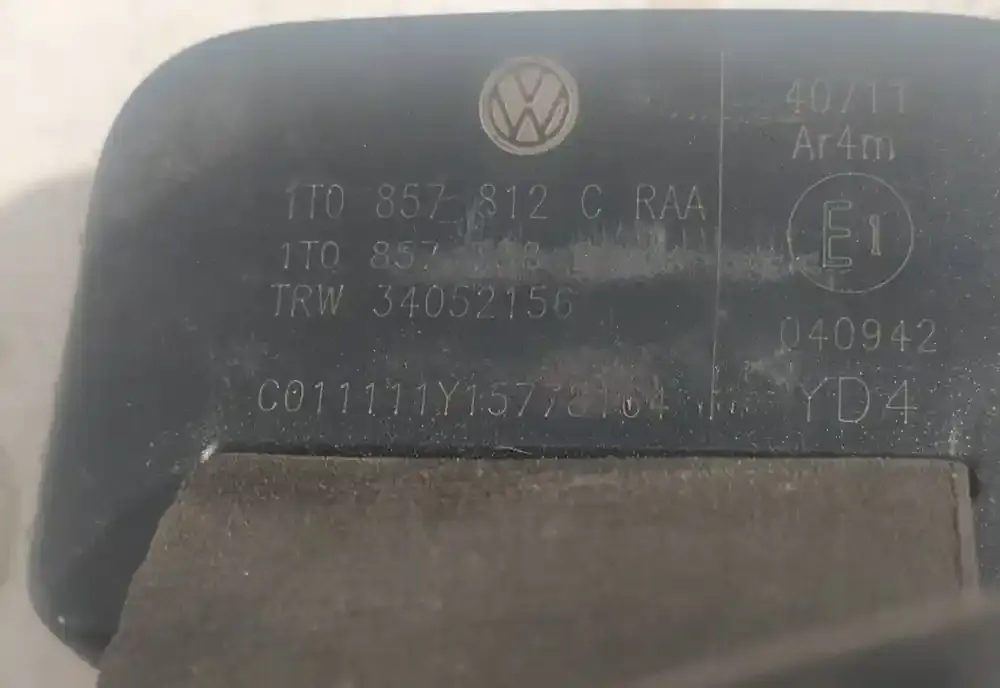 40/11
Ar4m
1T0 857 812 C RAA
E1
1T0 857
TRW 34052156
040942
YD4